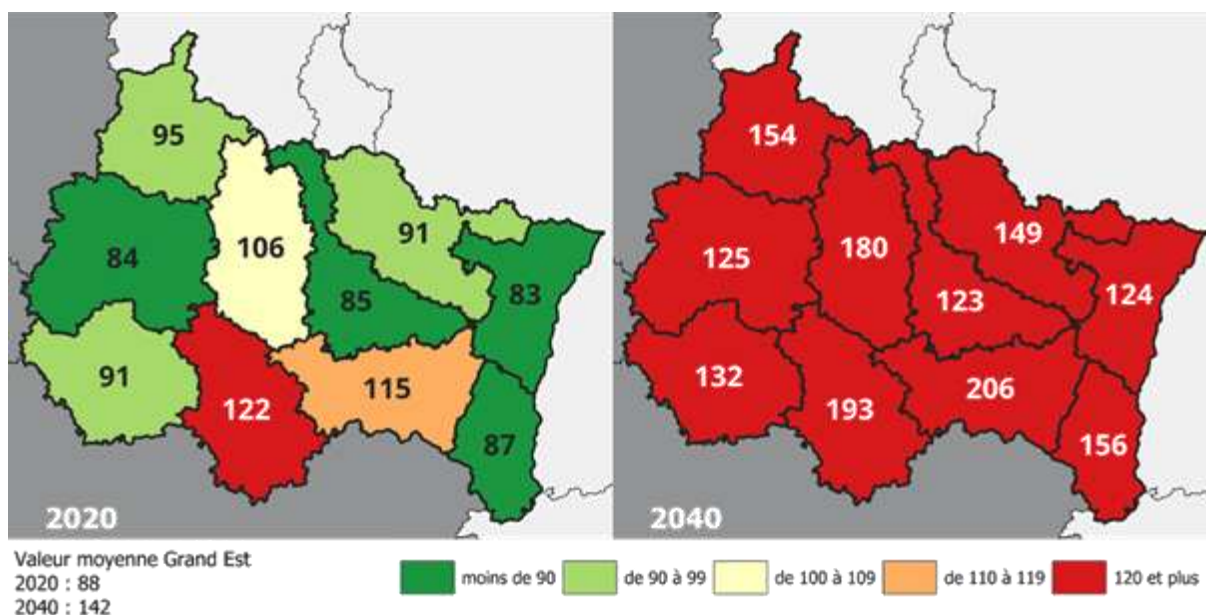 95
84
106
91
85
83
91
122
115
87
2020
154
125
180
149
123
124
132
193
206
156
2040
Valeur moyenne Grand Est
2020 : 88
2040 : 142
moins de 90
de 90 à 99
de 100 à 109
de 110 à 119
120 et plus